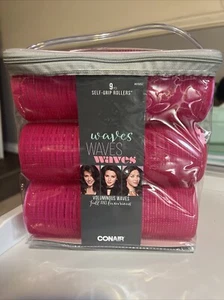 9
SELF-GRIP ROLLERS
waves
WAVES
waves
VOLUMINOUS WAVES
CONAIR